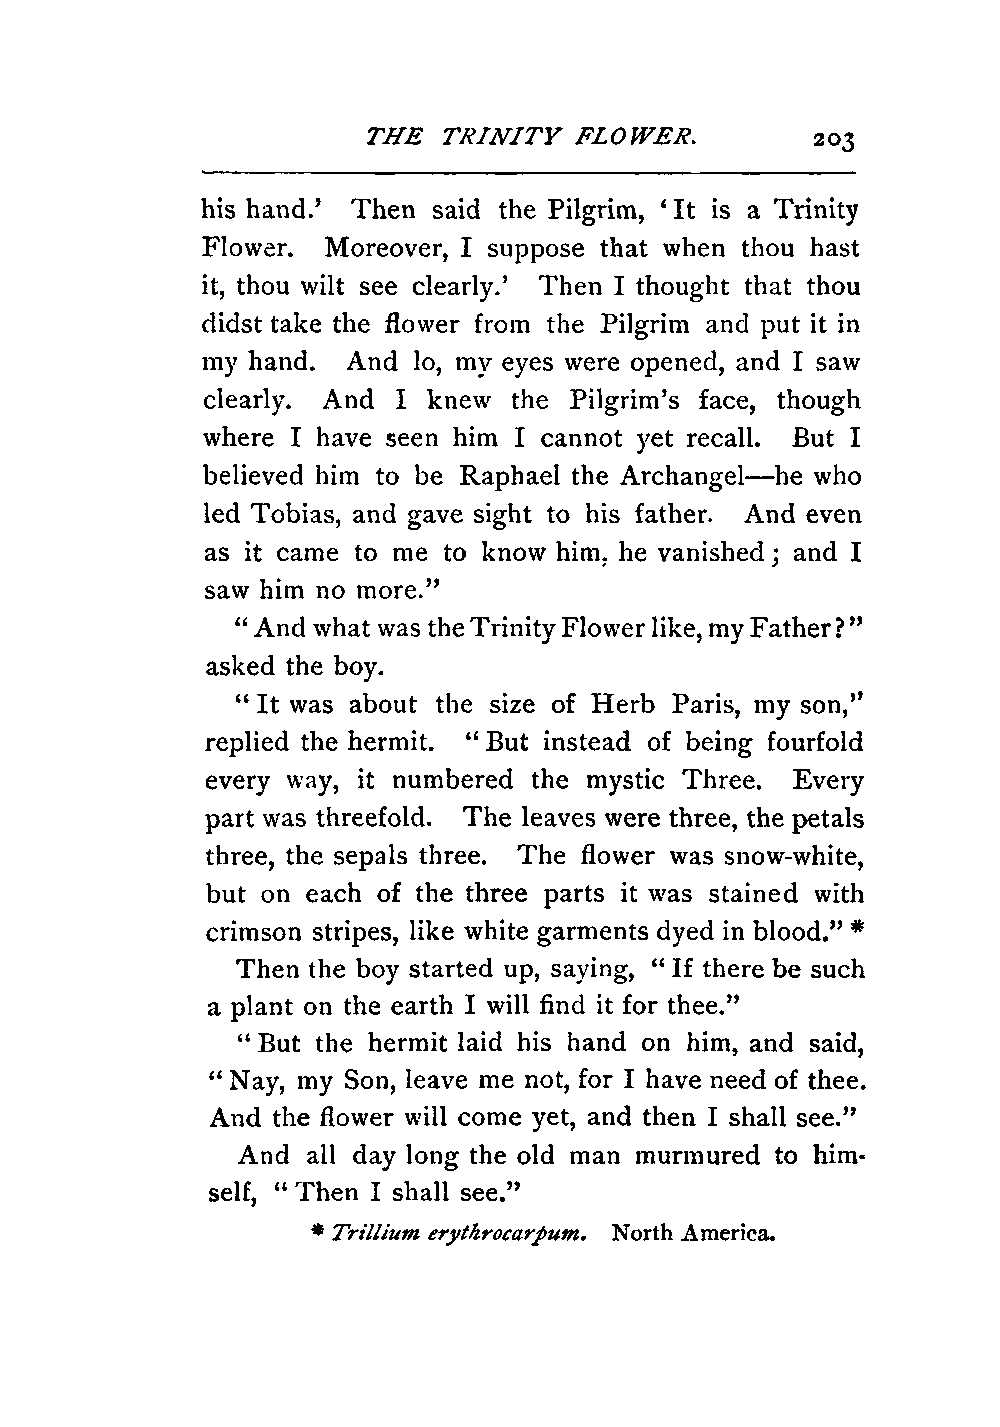 THE TRINITY FLOWER. 203
his hand.’ Then said the Pilgrim, ‘It is a Trinity
Flower. Moreover, I suppose that when thou hast
it, thou wilt see clearly.’ Then I thought that thou
didst take the flower from the Pilgrim and put it in
my hand. And lo, my eyes were opened, and I saw
clearly. And I knew the Pilgrim’s face, though
where I have seen him I cannot yet recall. But I
believed him to be Raphael the Archangel—he who
led Tobias, and gave sight to his father. And even
as it came to me to know him, he vanished; and I
saw him no more.”
“And what was the Trinity Flower like, my Father?”
asked the boy.
“It was about the size of Herb Paris, my son,”
replied the hermit. “But instead of being fourfold
every way, it numbered the mystic Three. Every
part was threefold. The leaves were three, the petals
three, the sepals three. The flower was snow-white,
but on each of the three parts it was stained with
crimson stripes, like white garments dyed in blood.” *
Then the boy started up, saying, “If there be such
a plant on the earth I will find it for thee.”
“But the hermit laid his hand on him, and said,
“Nay, my Son, leave me not, for I have need of thee.
And the flower will come yet, and then I shall see.”
And all day long the old man murmured to him-
self, “Then I shall see.”
* Trillium erythrocarpum. North America.